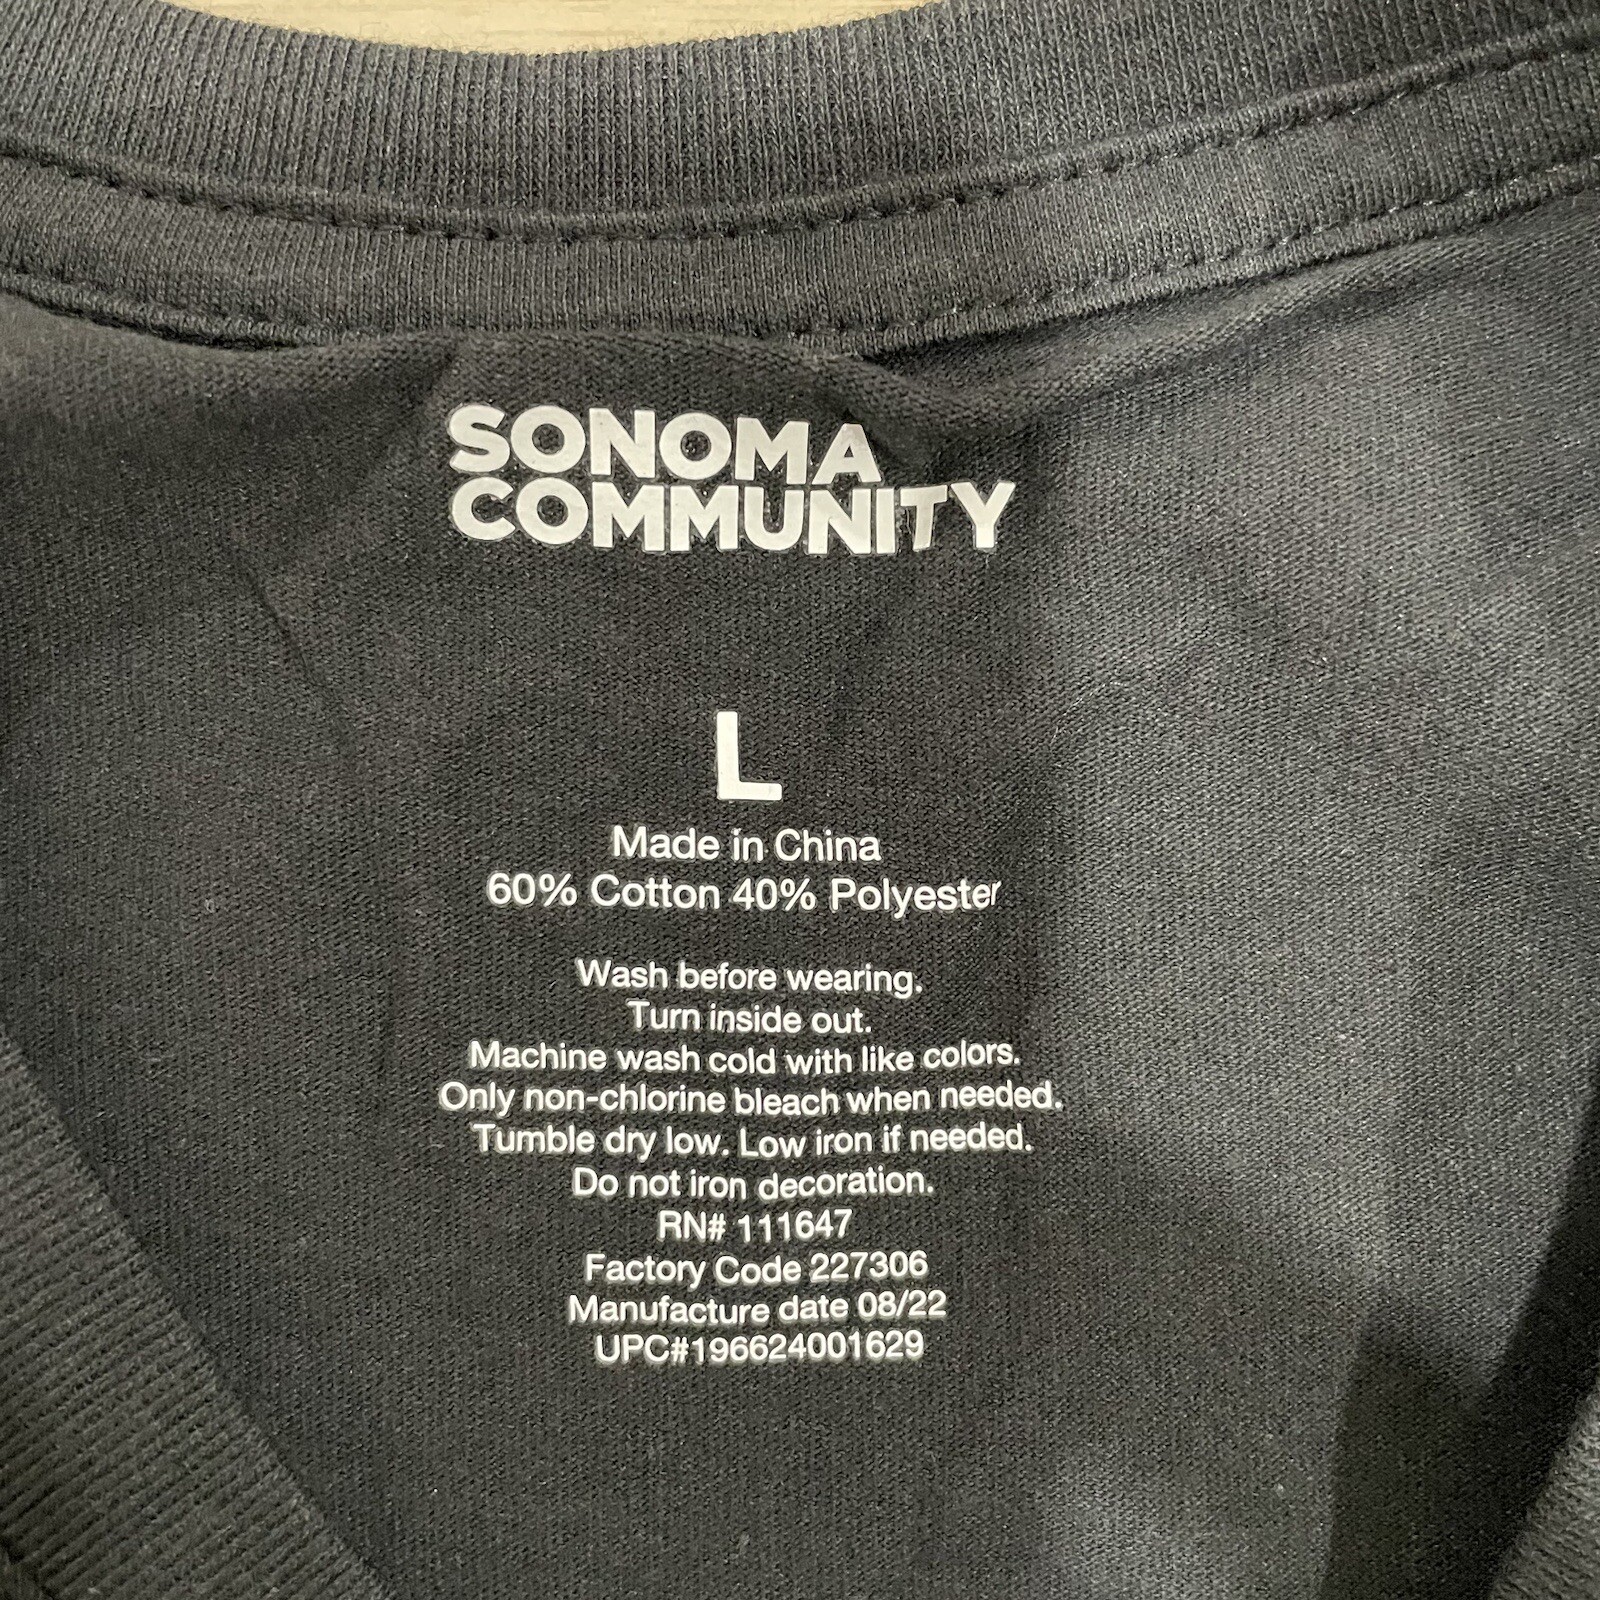 SONOMA
COMMUNITY
L
Made in China
60% Cotton 40% Polyester
Wash before wearing.
Turn inside out.
Machine wash cold with like colors.
Only non-chlorine bleach when needed.
Tumble dry low. Low iron if needed.
Do not iron decoration.
RN# 111647
Factory Code 227306
Manufacture date 08/22
UPC#196624001629